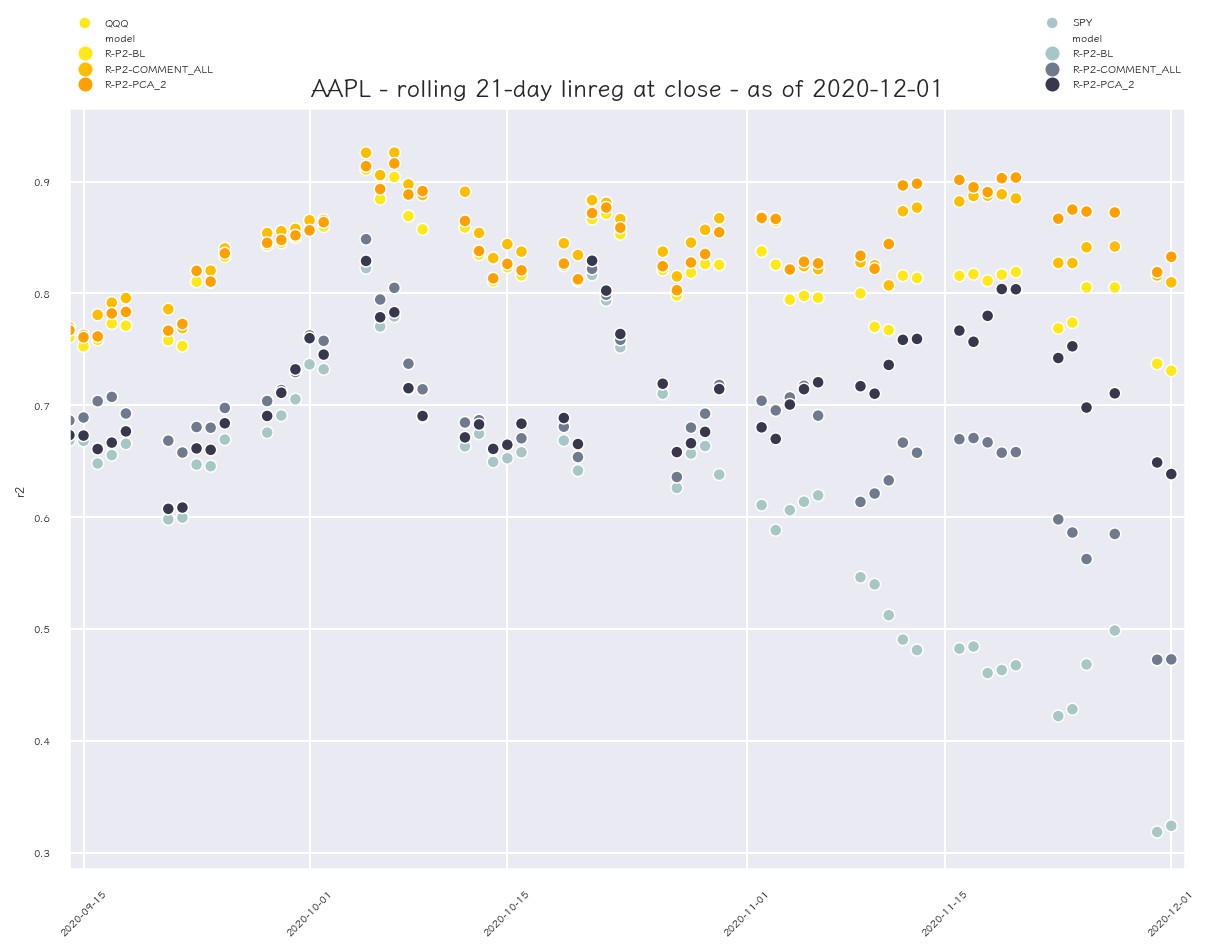 QQQ
model
R-P2-BL
R-P2-COMMENT_ALL
R-P2-PCA_2
SPY
model
R-P2-BL
R-P2-COMMENT_ALL
R-P2-PCA_2
AAPL - rolling 21-day linreg at close - as of 2020-12-01
0.9
0.8
0.7
0.6
0.5
0.4
0.3
r2
2020-09-15
2020-10-01
2020-10-15
2020-11-01
2020-11-15
2020-12-01